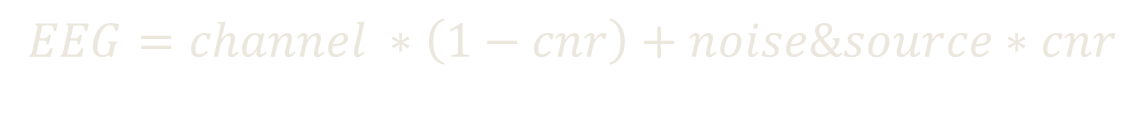 EEG = channel * (1 − cnr) + noise&source * cnr